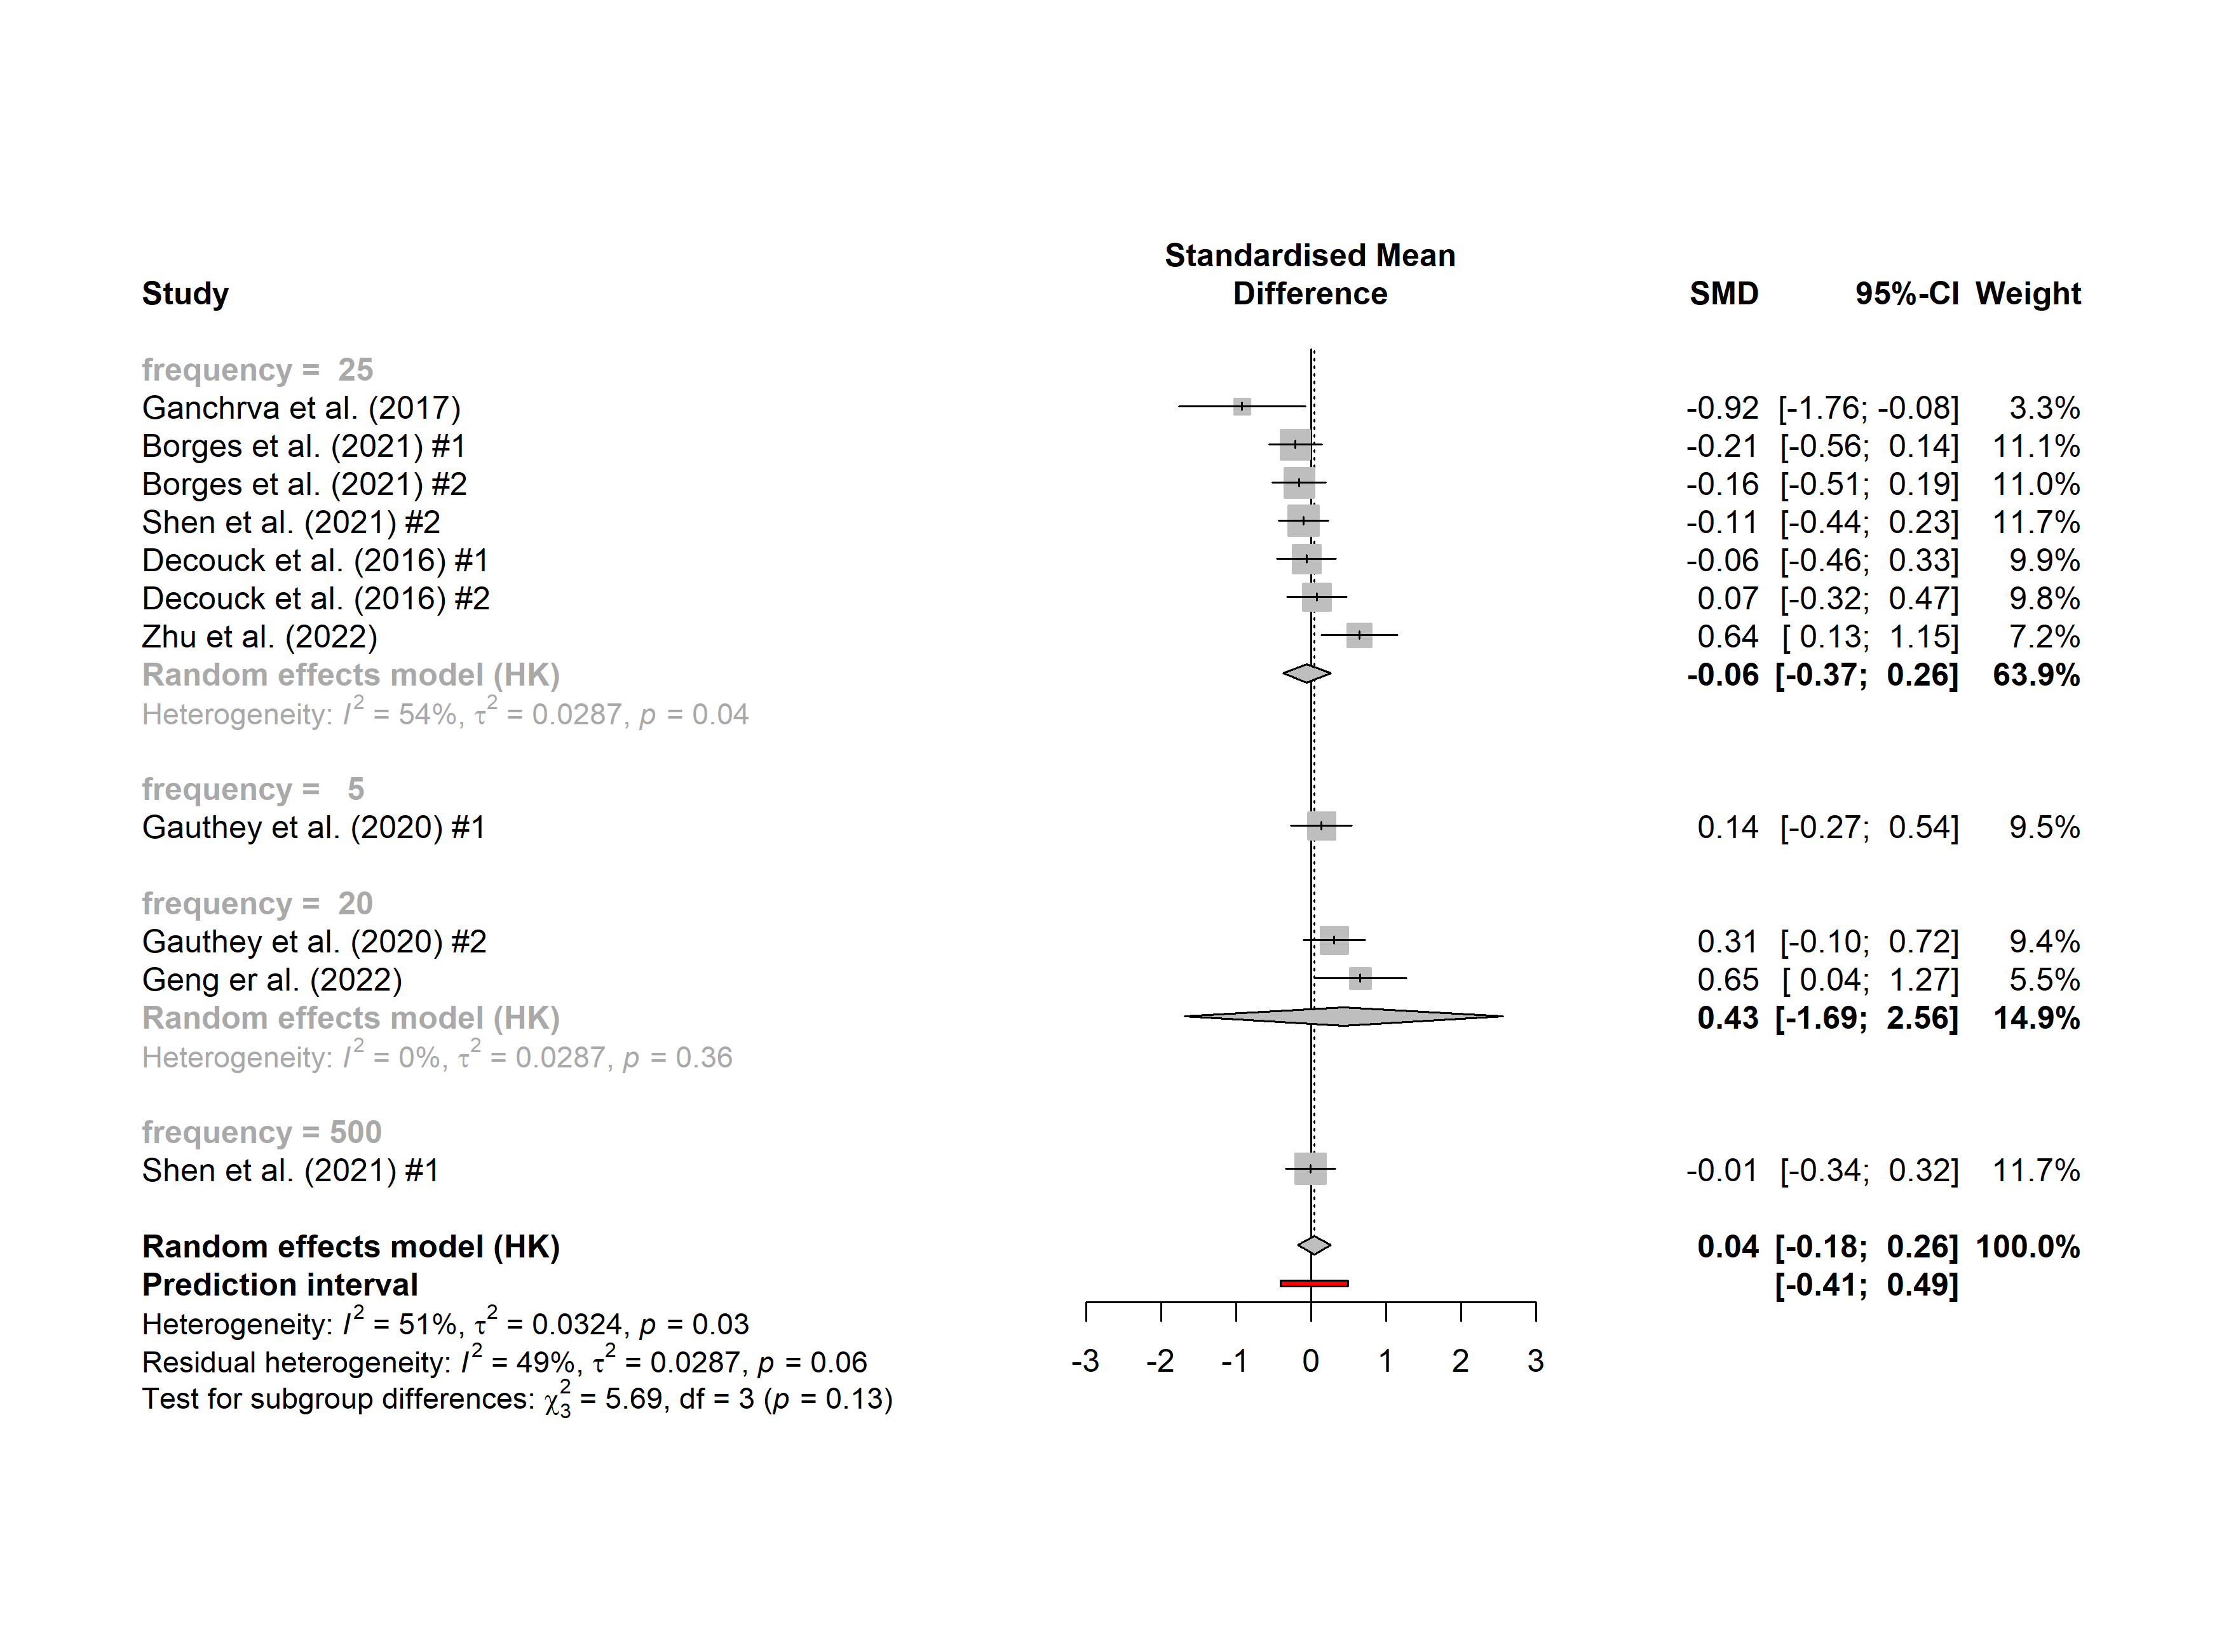 Standardised Mean
Study Difference SMD 95%-CI Weight
frequency = 25
Ganchrva et al. (2017) -0.92 [-1.76; -0.08] 3.3%
Borges et al. (2021) #1 -0.21 [-0.56; 0.14] 11.1%
Borges et al. (2021) #2 -0.16 [-0.51; 0.19] 11.0%
Shen et al. (2021) #2 -0.11 [-0.44; 0.23] 11.7%
Decouck et al. (2016) #1 -0.06 [-0.46; 0.33] 9.9%
Decouck et al. (2016) #2 0.07 [-0.32; 0.47] 9.8%
Zhu et al. (2022) 0.64 [ 0.13; 1.15] 7.2%
Random effects model (HK) -0.06 [-0.37; 0.26] 63.9%
Heterogeneity: I² = 54%, τ² = 0.0287, p = 0.04
frequency = 5
Gauthey et al. (2020) #1 0.14 [-0.27; 0.54] 9.5%
frequency = 20
Gauthey et al. (2020) #2 0.31 [-0.10; 0.72] 9.4%
Geng er al. (2022) 0.65 [ 0.04; 1.27] 5.5%
Random effects model (HK) 0.43 [-1.69; 2.56] 14.9%
Heterogeneity: I² = 0%, τ² = 0.0287, p = 0.36
frequency = 500
Shen et al. (2021) #1 -0.01 [-0.34; 0.32] 11.7%
Random effects model (HK) 0.04 [-0.18; 0.26] 100.0%
Prediction interval [-0.41; 0.49]
Heterogeneity: I² = 51%, τ² = 0.0324, p = 0.03
Residual heterogeneity: I² = 49%, τ² = 0.0287, p = 0.06
-3 -2 -1 0 1 2 3
Test for subgroup differences: χ²₃ = 5.69, df = 3 (p = 0.13)